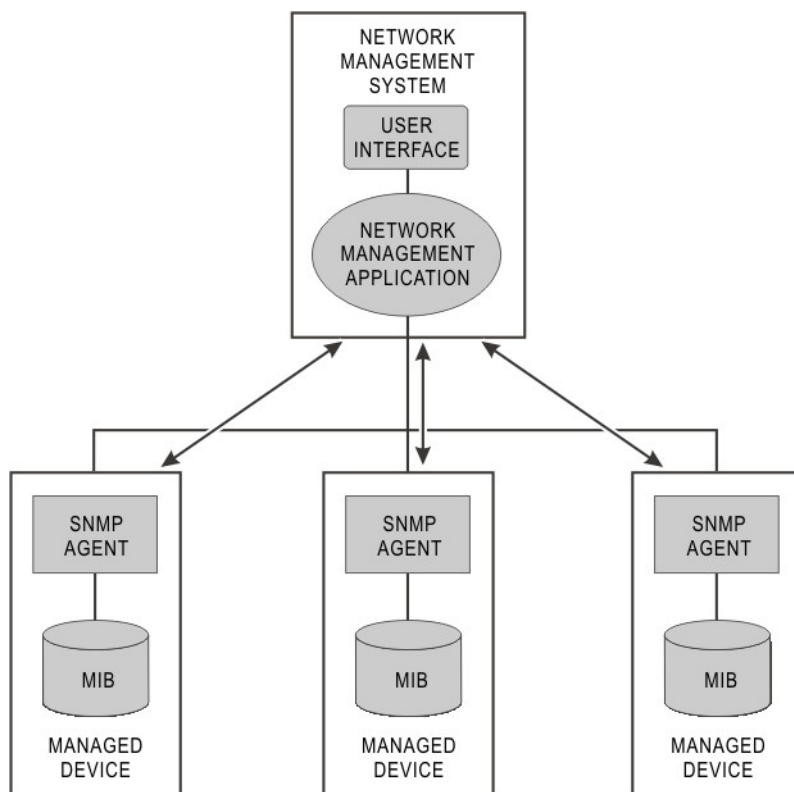 NETWORK
MANAGEMENT
SYSTEM
USER
INTERFACE
NETWORK
MANAGEMENT
APPLICATION
SNMP
AGENT
MIB
MANAGED
DEVICE
SNMP
AGENT
MIB
MANAGED
DEVICE
SNMP
AGENT
MIB
MANAGED
DEVICE